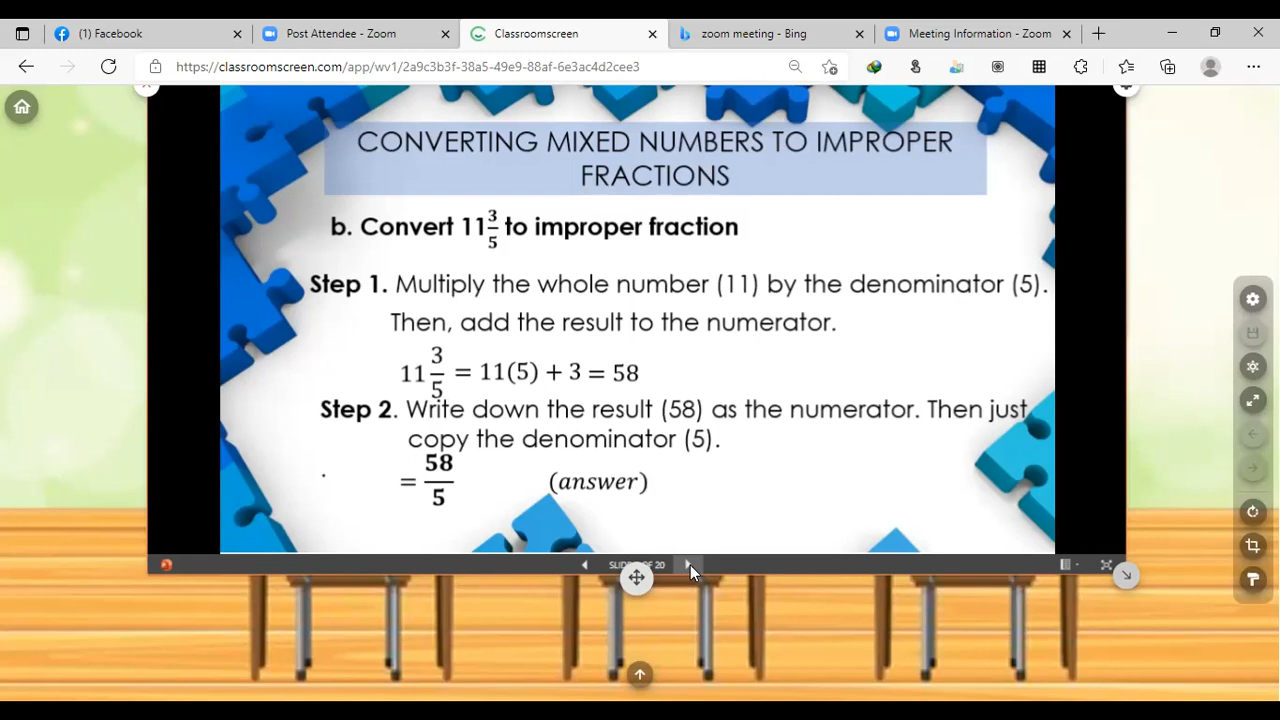 (1) Facebook
Post Attendee - Zoom
Classroomscreen
zoom meeting - Bing
Meeting Information - Zoom
https://classroomscreen.com/app/wv1/2a9c3b3f-38a5-49e9-88af-6e3ac4d2cee3
CONVERTING MIXED NUMBERS TO IMPROPER
FRACTIONS
b. Convert 11 3/5 to improper fraction
Step 1. Multiply the whole number (11) by the denominator (5).
Then, add the result to the numerator.
11 3/5 = 11(5) + 3 = 58
Step 2. Write down the result (58) as the numerator. Then just
copy the denominator (5).
= 58/5 (answer)
OF 20